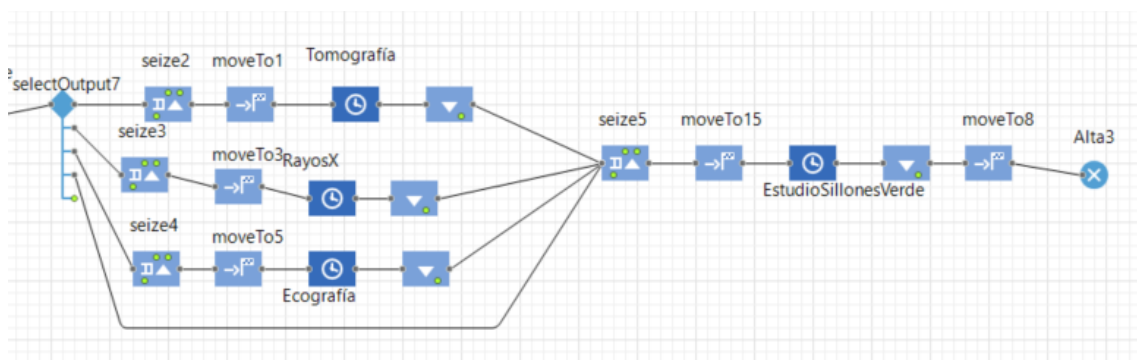 e
selectOutput7
seize2
moveTo1
Tomografía
seize3
moveTo3
RayosX
seize4
moveTo5
Ecografía
seize5
moveTo15
EstudioSillonesVerde
moveTo8
Alta3